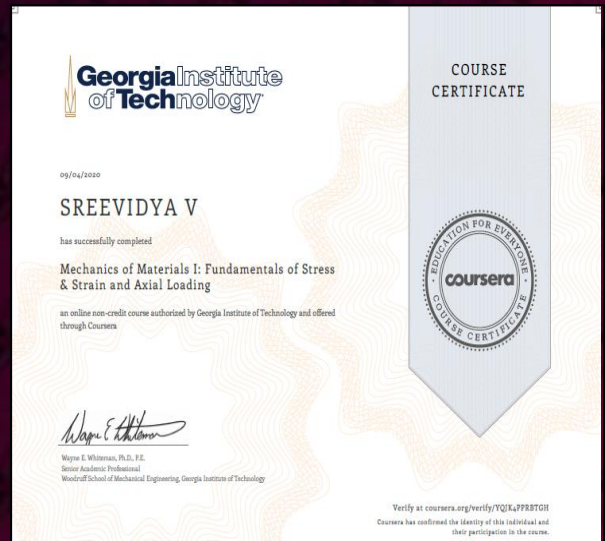 Georgia Institute
of Technology
COURSE
CERTIFICATE
09/04/2020
SREEVIDYA V
has successfully completed
Mechanics of Materials I: Fundamentals of Stress
& Strain and Axial Loading
an online non-credit course authorized by Georgia Institute of Technology and offered
through Coursera
EDUCATION FOR EVERYONE
coursera
COURSE CERTIFICATE
Wayne E Whiteman
Wayne E. Whiteman, Ph.D., P.E.
Senior Academic Professional
Woodruff School of Mechanical Engineering, Georgia Institute of Technology
Verify at coursera.org/verify/YQJK4PPRBTGH
Coursera has confirmed the identity of this individual and
their participation in the course.